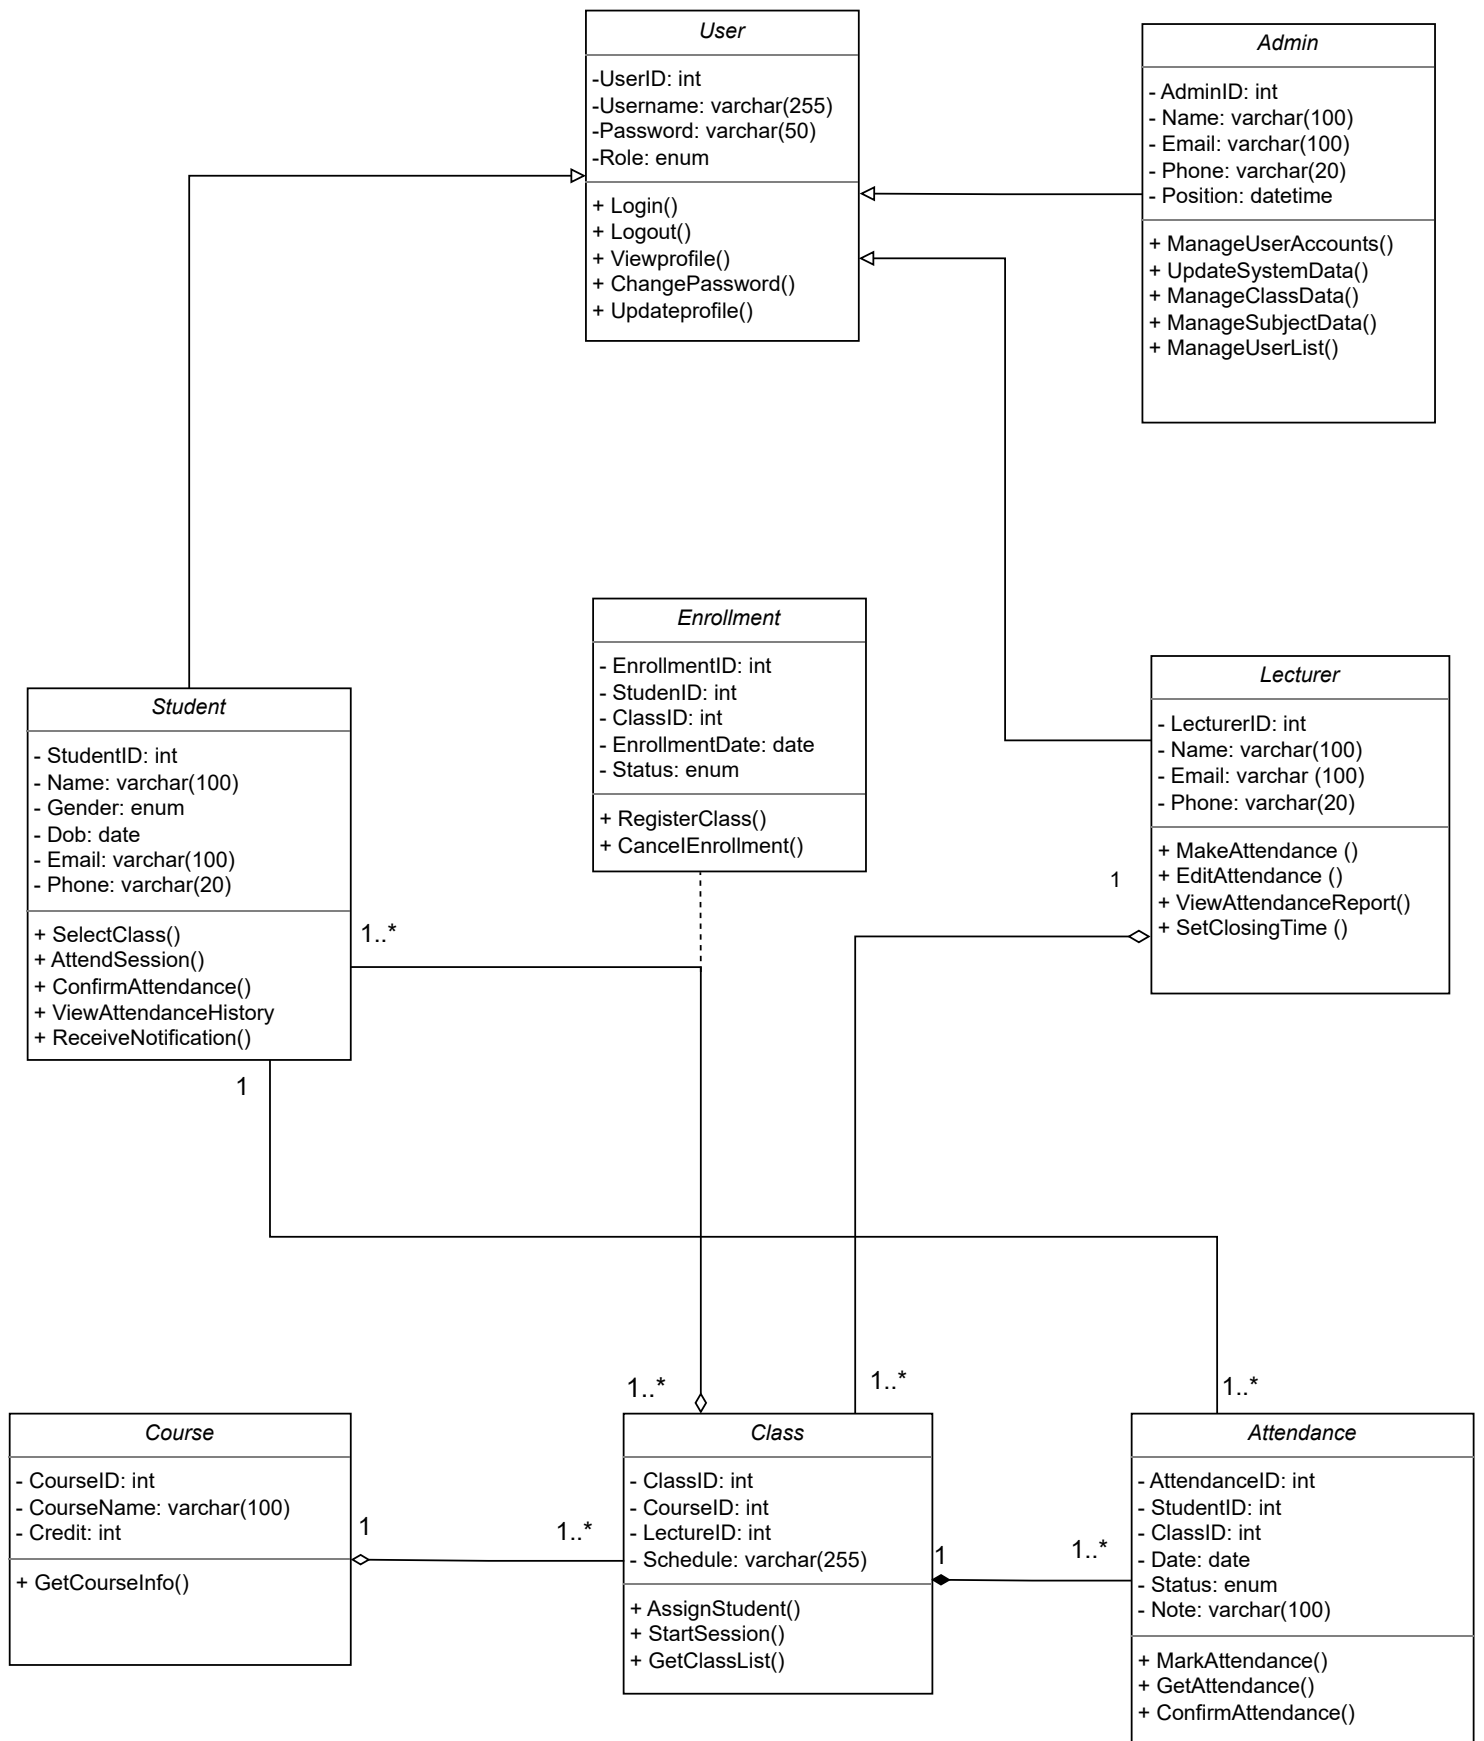 User
-UserID: int
-Username: varchar(255)
-Password: varchar(50)
-Role: enum
+ Login()
+ Logout()
+ Viewprofile()
+ ChangePassword()
+ Updateprofile()
Admin
- AdminID: int
- Name: varchar(100)
- Email: varchar(100)
- Phone: varchar(20)
- Position: datetime
+ ManageUserAccounts()
+ UpdateSystemData()
+ ManageClassData()
+ ManageSubjectData()
+ ManageUserList()
Enrollment
- EnrollmentID: int
- StudenID: int
- ClassID: int
- EnrollmentDate: date
- Status: enum
+ RegisterClass()
+ CancelEnrollment()
Lecturer
- LecturerID: int
- Name: varchar(100)
- Email: varchar (100)
- Phone: varchar(20)
+ MakeAttendance ()
+ EditAttendance ()
+ ViewAttendanceReport()
+ SetClosingTime ()
1
Student
- StudentID: int
- Name: varchar(100)
- Gender: enum
- Dob: date
- Email: varchar(100)
- Phone: varchar(20)
+ SelectClass()
+ AttendSession()
+ ConfirmAttendance()
+ ViewAttendanceHistory
+ ReceiveNotification()
1..*
1
1..*
1..*
1..*
Course
- CourseID: int
- CourseName: varchar(100)
- Credit: int
+ GetCourseInfo()
1
1..*
Class
- ClassID: int
- CourseID: int
- LectureID: int
- Schedule: varchar(255)
+ AssignStudent()
+ StartSession()
+ GetClassList()
1
1..*
Attendance
- AttendanceID: int
- StudentID: int
- ClassID: int
- Date: date
- Status: enum
- Note: varchar(100)
+ MarkAttendance()
+ GetAttendance()
+ ConfirmAttendance()